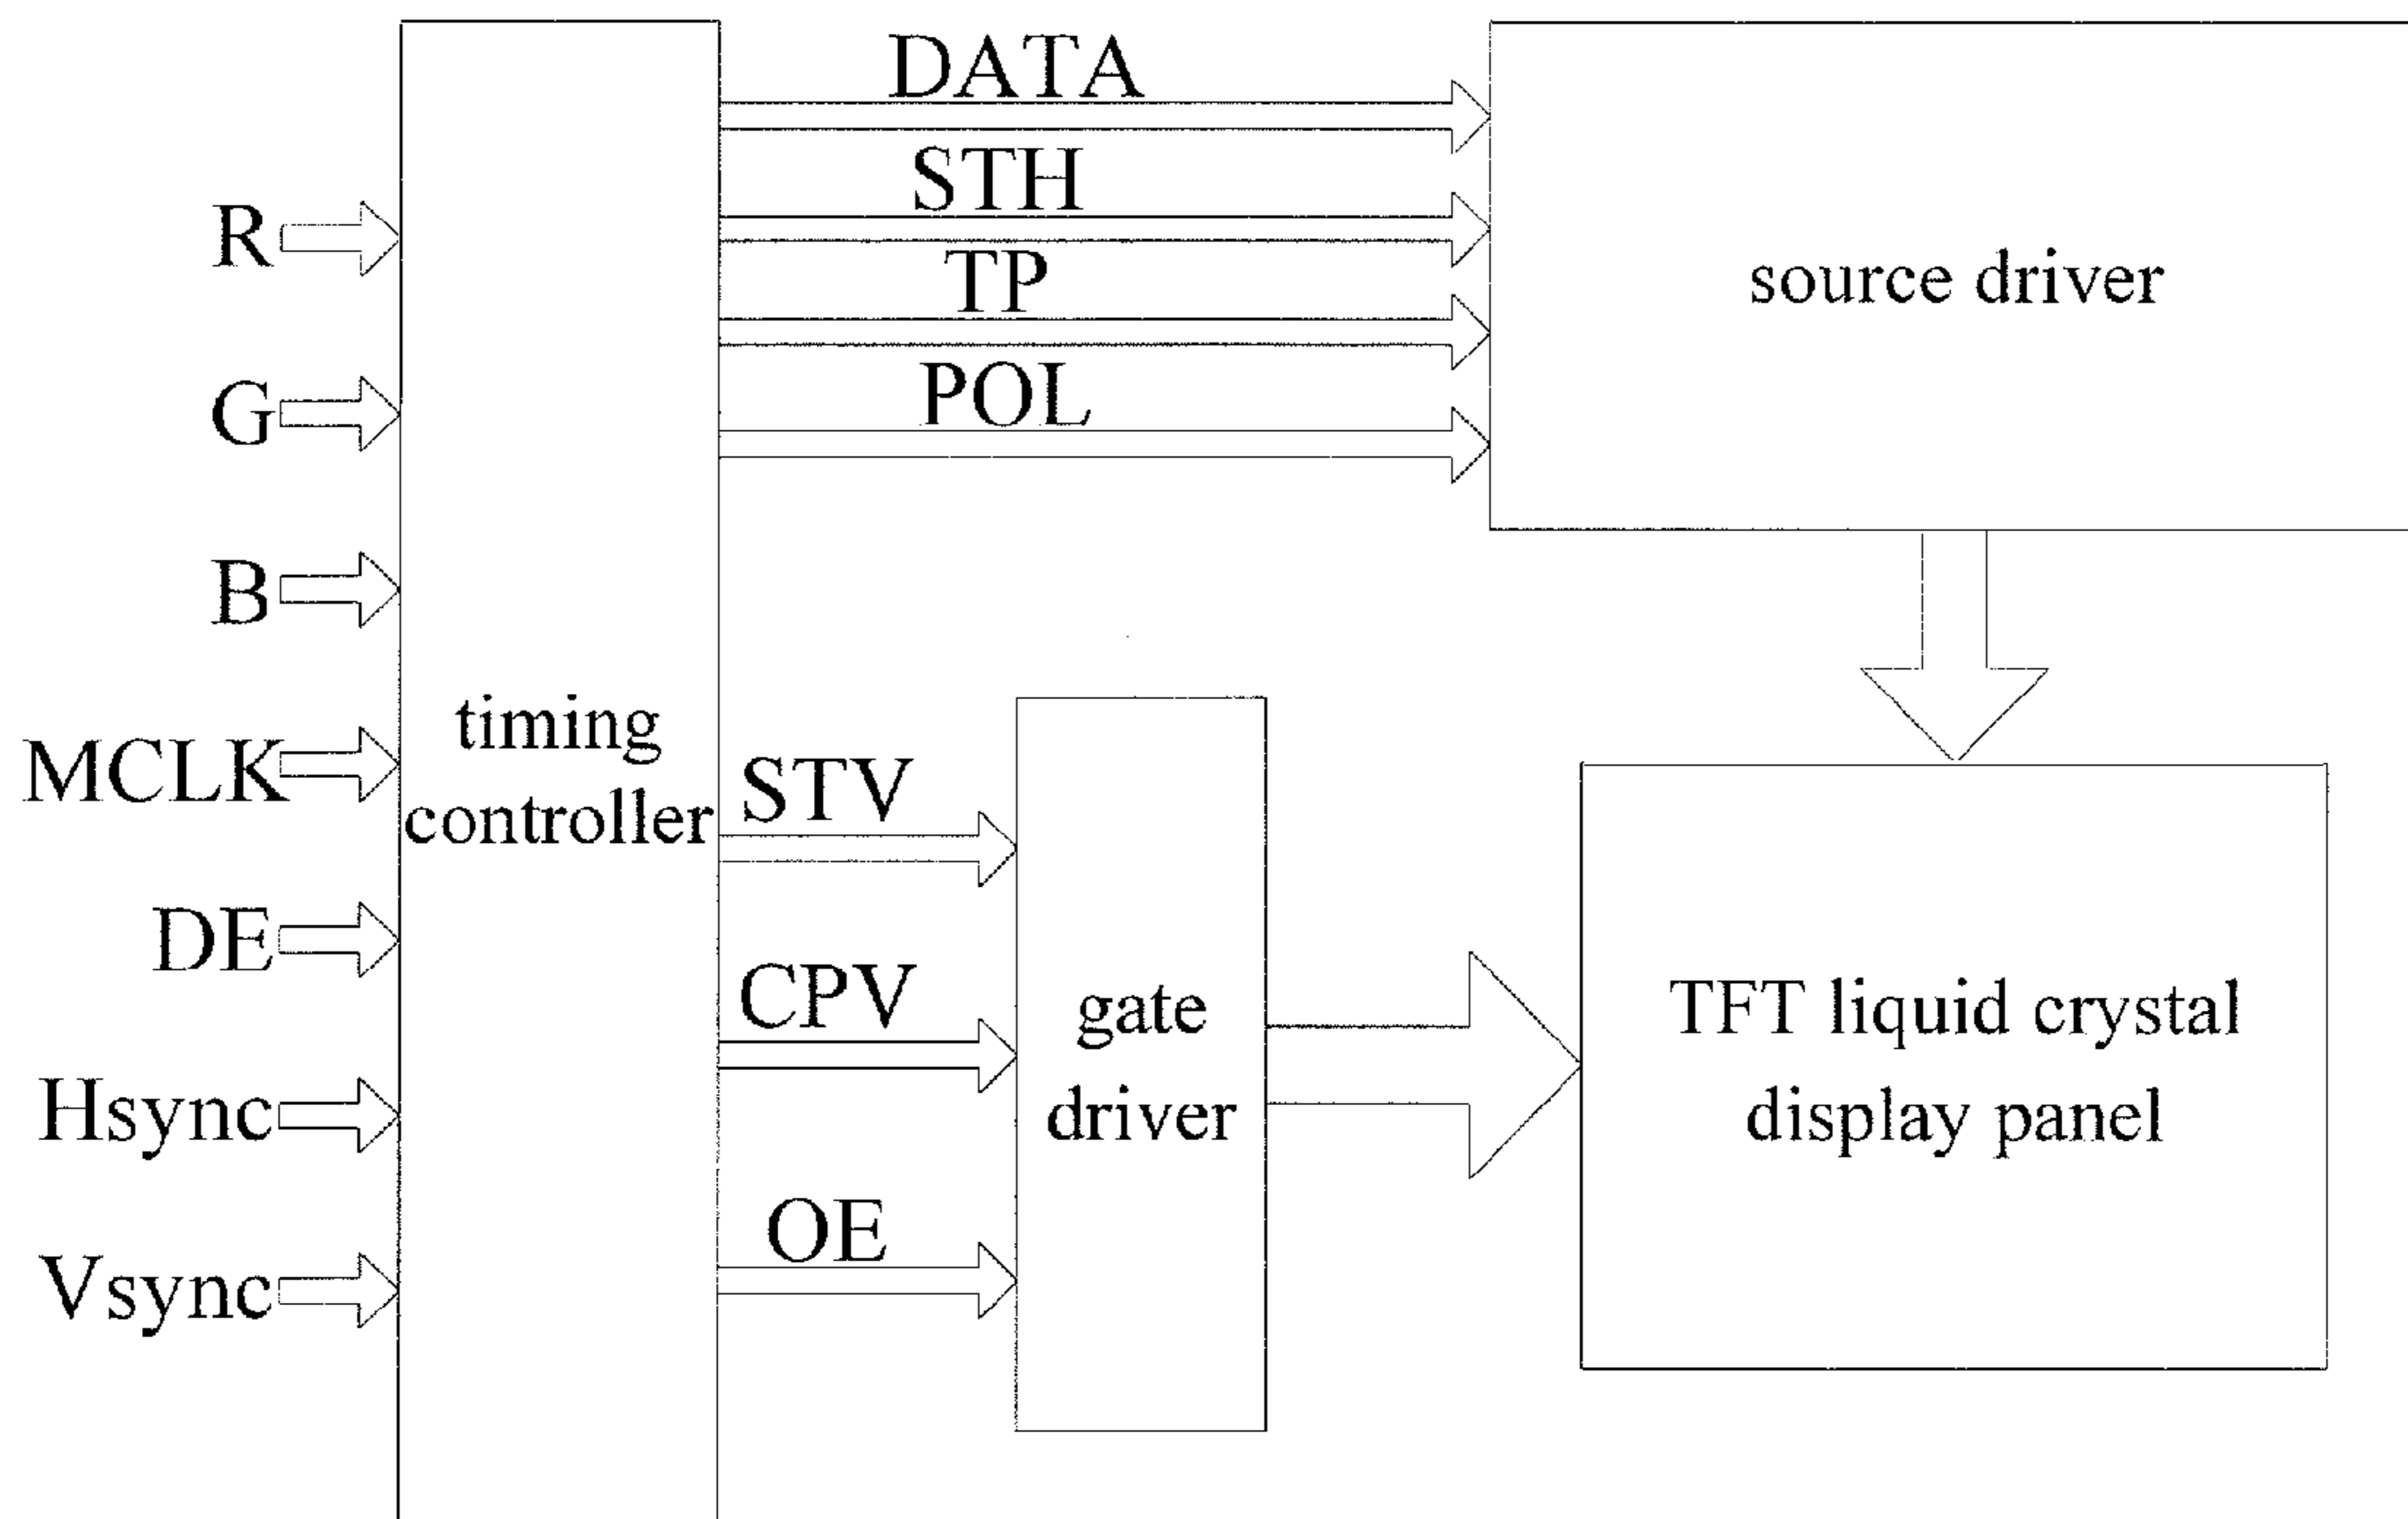 DATA
STH
TP
POL
source driver
R
G
B
MCLK
DE
Hsync
Vsync
timing
controller
STV
CPV
OE
gate
driver
TFT liquid crystal
display panel